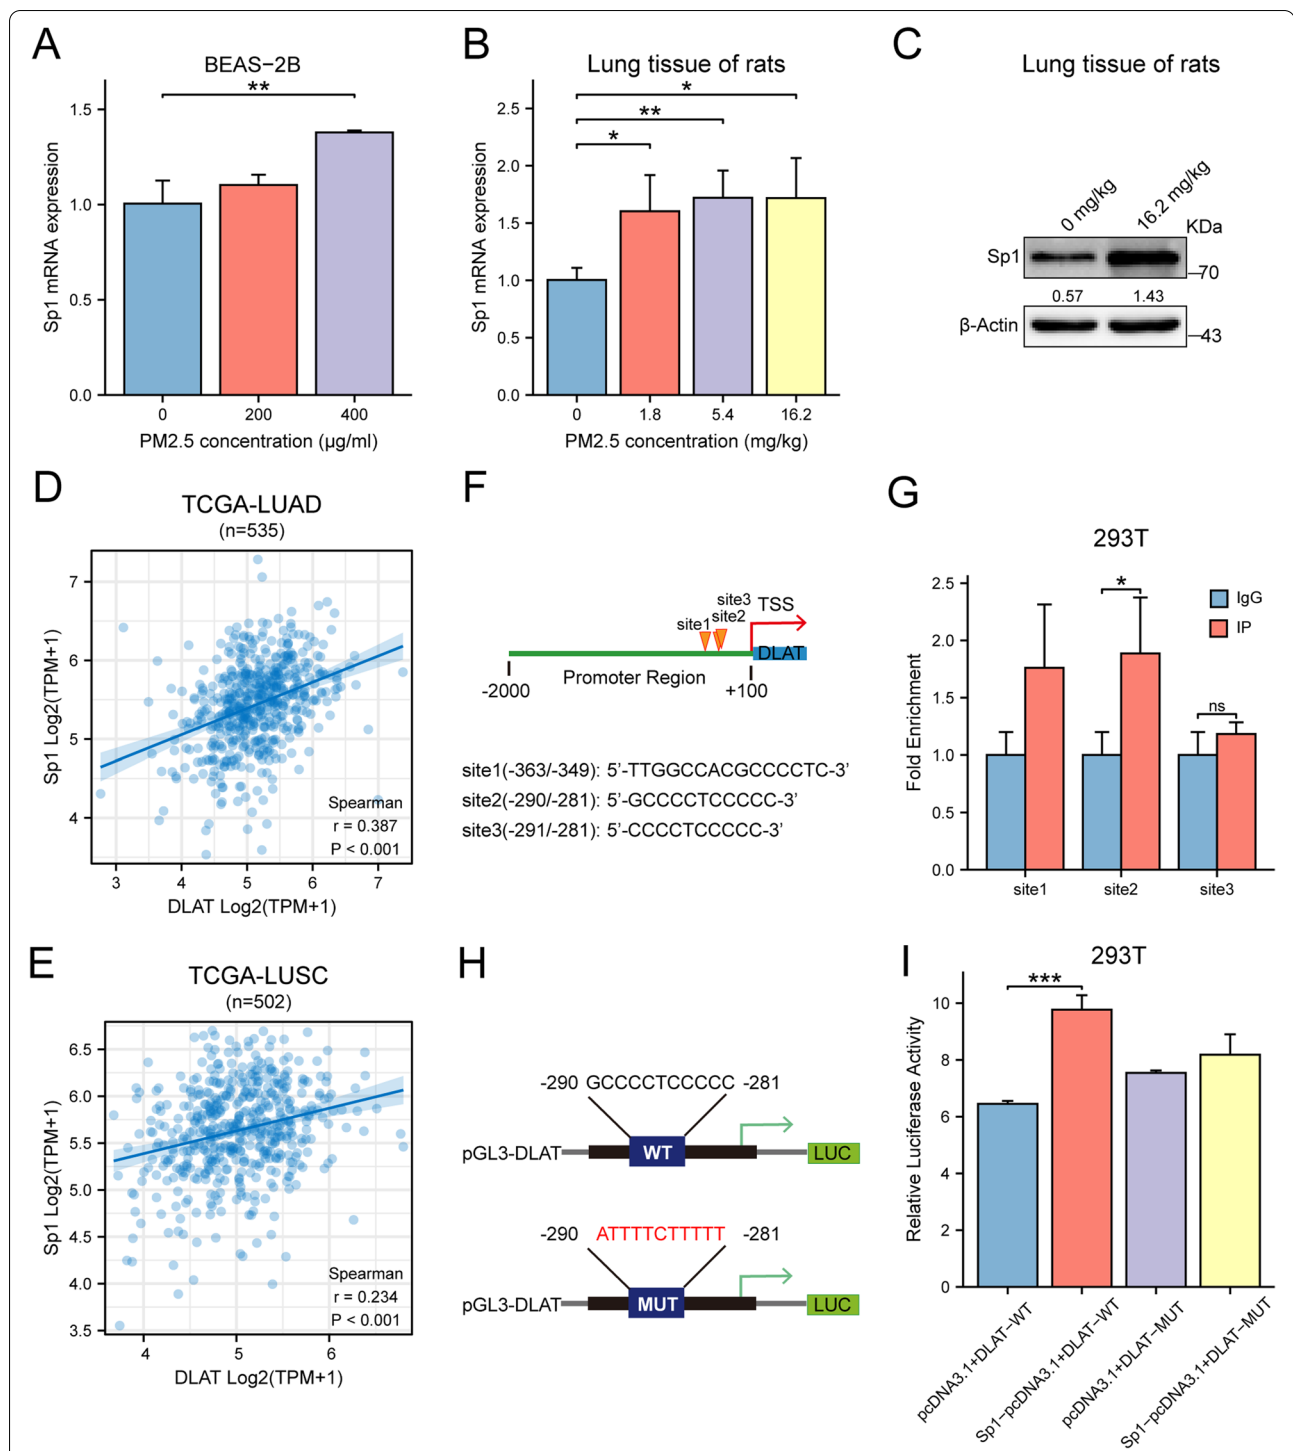 A
BEAS−2B
**
Sp1 mRNA expression
1.5
1.0
0.5
0.0
0 200 400
PM2.5 concentration (µg/ml)
B
Lung tissue of rats
*
**
*
Sp1 mRNA expression
2.5
2.0
1.5
1.0
0.5
0.0
0 1.8 5.4 16.2
PM2.5 concentration (mg/kg)
C
Lung tissue of rats
0 mg/kg 16.2 mg/kg
KDa
Sp1
70
0.57 1.43
β-Actin
43
D
TCGA-LUAD
(n=535)
Sp1 Log2(TPM+1)
7
6
5
4
Spearman
r = 0.387
P < 0.001
3 4 5 6 7
DLAT Log2(TPM+1)
E
TCGA-LUSC
(n=502)
Sp1 Log2(TPM+1)
6.5
6.0
5.5
5.0
4.5
4.0
3.5
Spearman
r = 0.234
P < 0.001
4 5 6
DLAT Log2(TPM+1)
F
site3
site1 site2
TSS
DLAT
Promoter Region
-2000 +100
site1(-363/-349): 5’-TTGGCCACGCCCCTC-3’
site2(-290/-281): 5’-GCCCCTCCCCC-3’
site3(-291/-281): 5’-CCCCTCCCCC-3’
G
293T
Fold Enrichment
2.5
2.0
1.5
1.0
0.5
0.0
*
ns
IgG
IP
site1 site2 site3
H
-290 GCCCCTCCCCC -281
pGL3-DLAT WT LUC
-290 ATTTTCTTTTT -281
pGL3-DLAT MUT LUC
I
293T
***
Relative Luciferase Activity
10
8
6
4
2
0
pcDNA3.1+DLAT−WT
Sp1−pcDNA3.1+DLAT−WT
pcDNA3.1+DLAT−MUT
Sp1−pcDNA3.1+DLAT−MUT